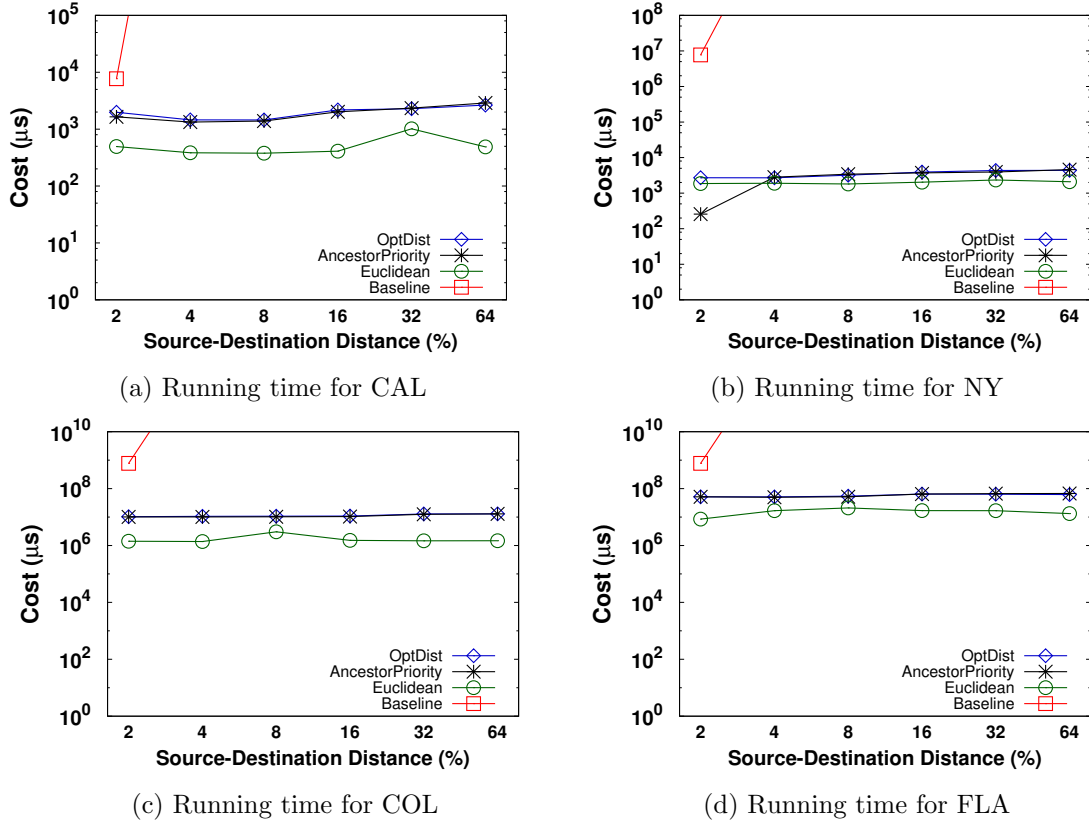 10^5
10^4
10^3
10^2
10^1
10^0
Cost (μs)
2 4 8 16 32 64
Source-Destination Distance (%)
OptDist
AncestorPriority
Euclidean
Baseline
(a) Running time for CAL
10^8
10^7
10^6
10^5
10^4
10^3
10^2
10^1
10^0
Cost (μs)
2 4 8 16 32 64
Source-Destination Distance (%)
OptDist
AncestorPriority
Euclidean
Baseline
(b) Running time for NY
10^10
10^8
10^6
10^4
10^2
10^0
Cost (μs)
2 4 8 16 32 64
Source-Destination Distance (%)
OptDist
AncestorPriority
Euclidean
Baseline
(c) Running time for COL
10^10
10^8
10^6
10^4
10^2
10^0
Cost (μs)
2 4 8 16 32 64
Source-Destination Distance (%)
OptDist
AncestorPriority
Euclidean
Baseline
(d) Running time for FLA